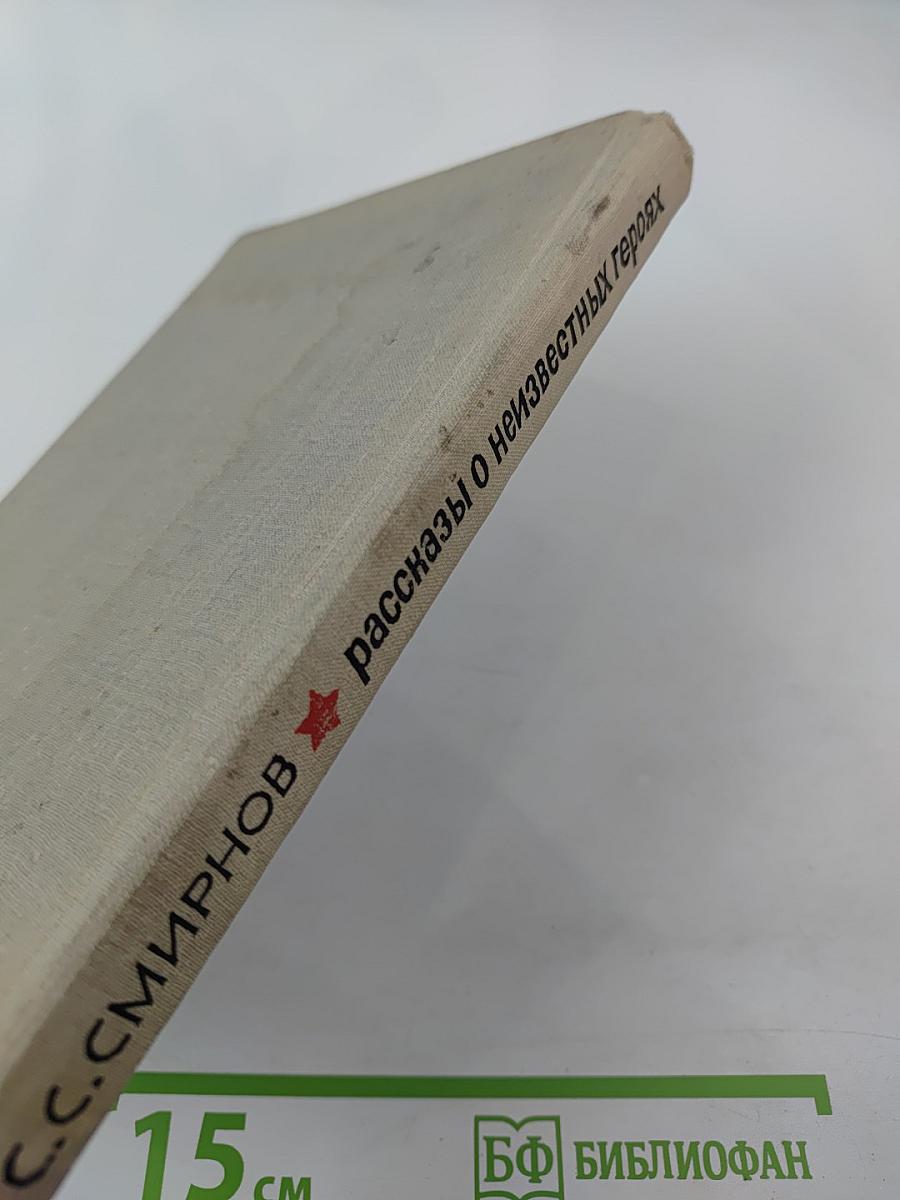 С.С.СМИРНОВ рассказы о неизвестных героях
15 см
БФ БИБЛИОФАН